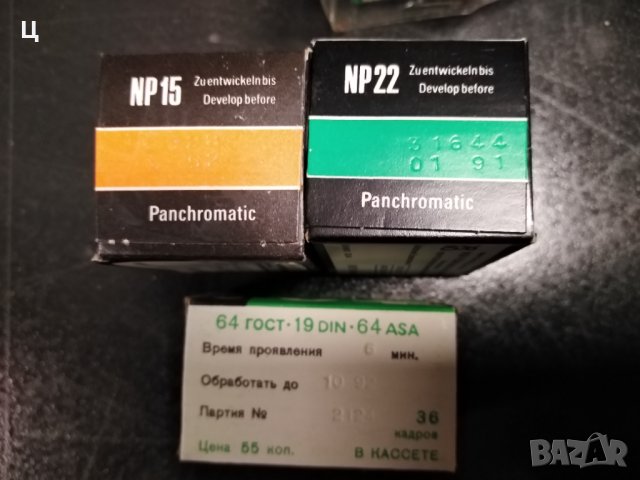 Ц
NP15
Zu entwickeln bis
Develop before
Panchromatic
NP22
Zu entwickeln bis
Develop before
31644
01 91
Panchromatic
64 ГОСТ·19 DIN·64 ASA
Время проявления 6 мин.
Обработать до 10 92
Партия № 36
кадров
Цена 55 коп. В КАССЕТЕ
BAZAR